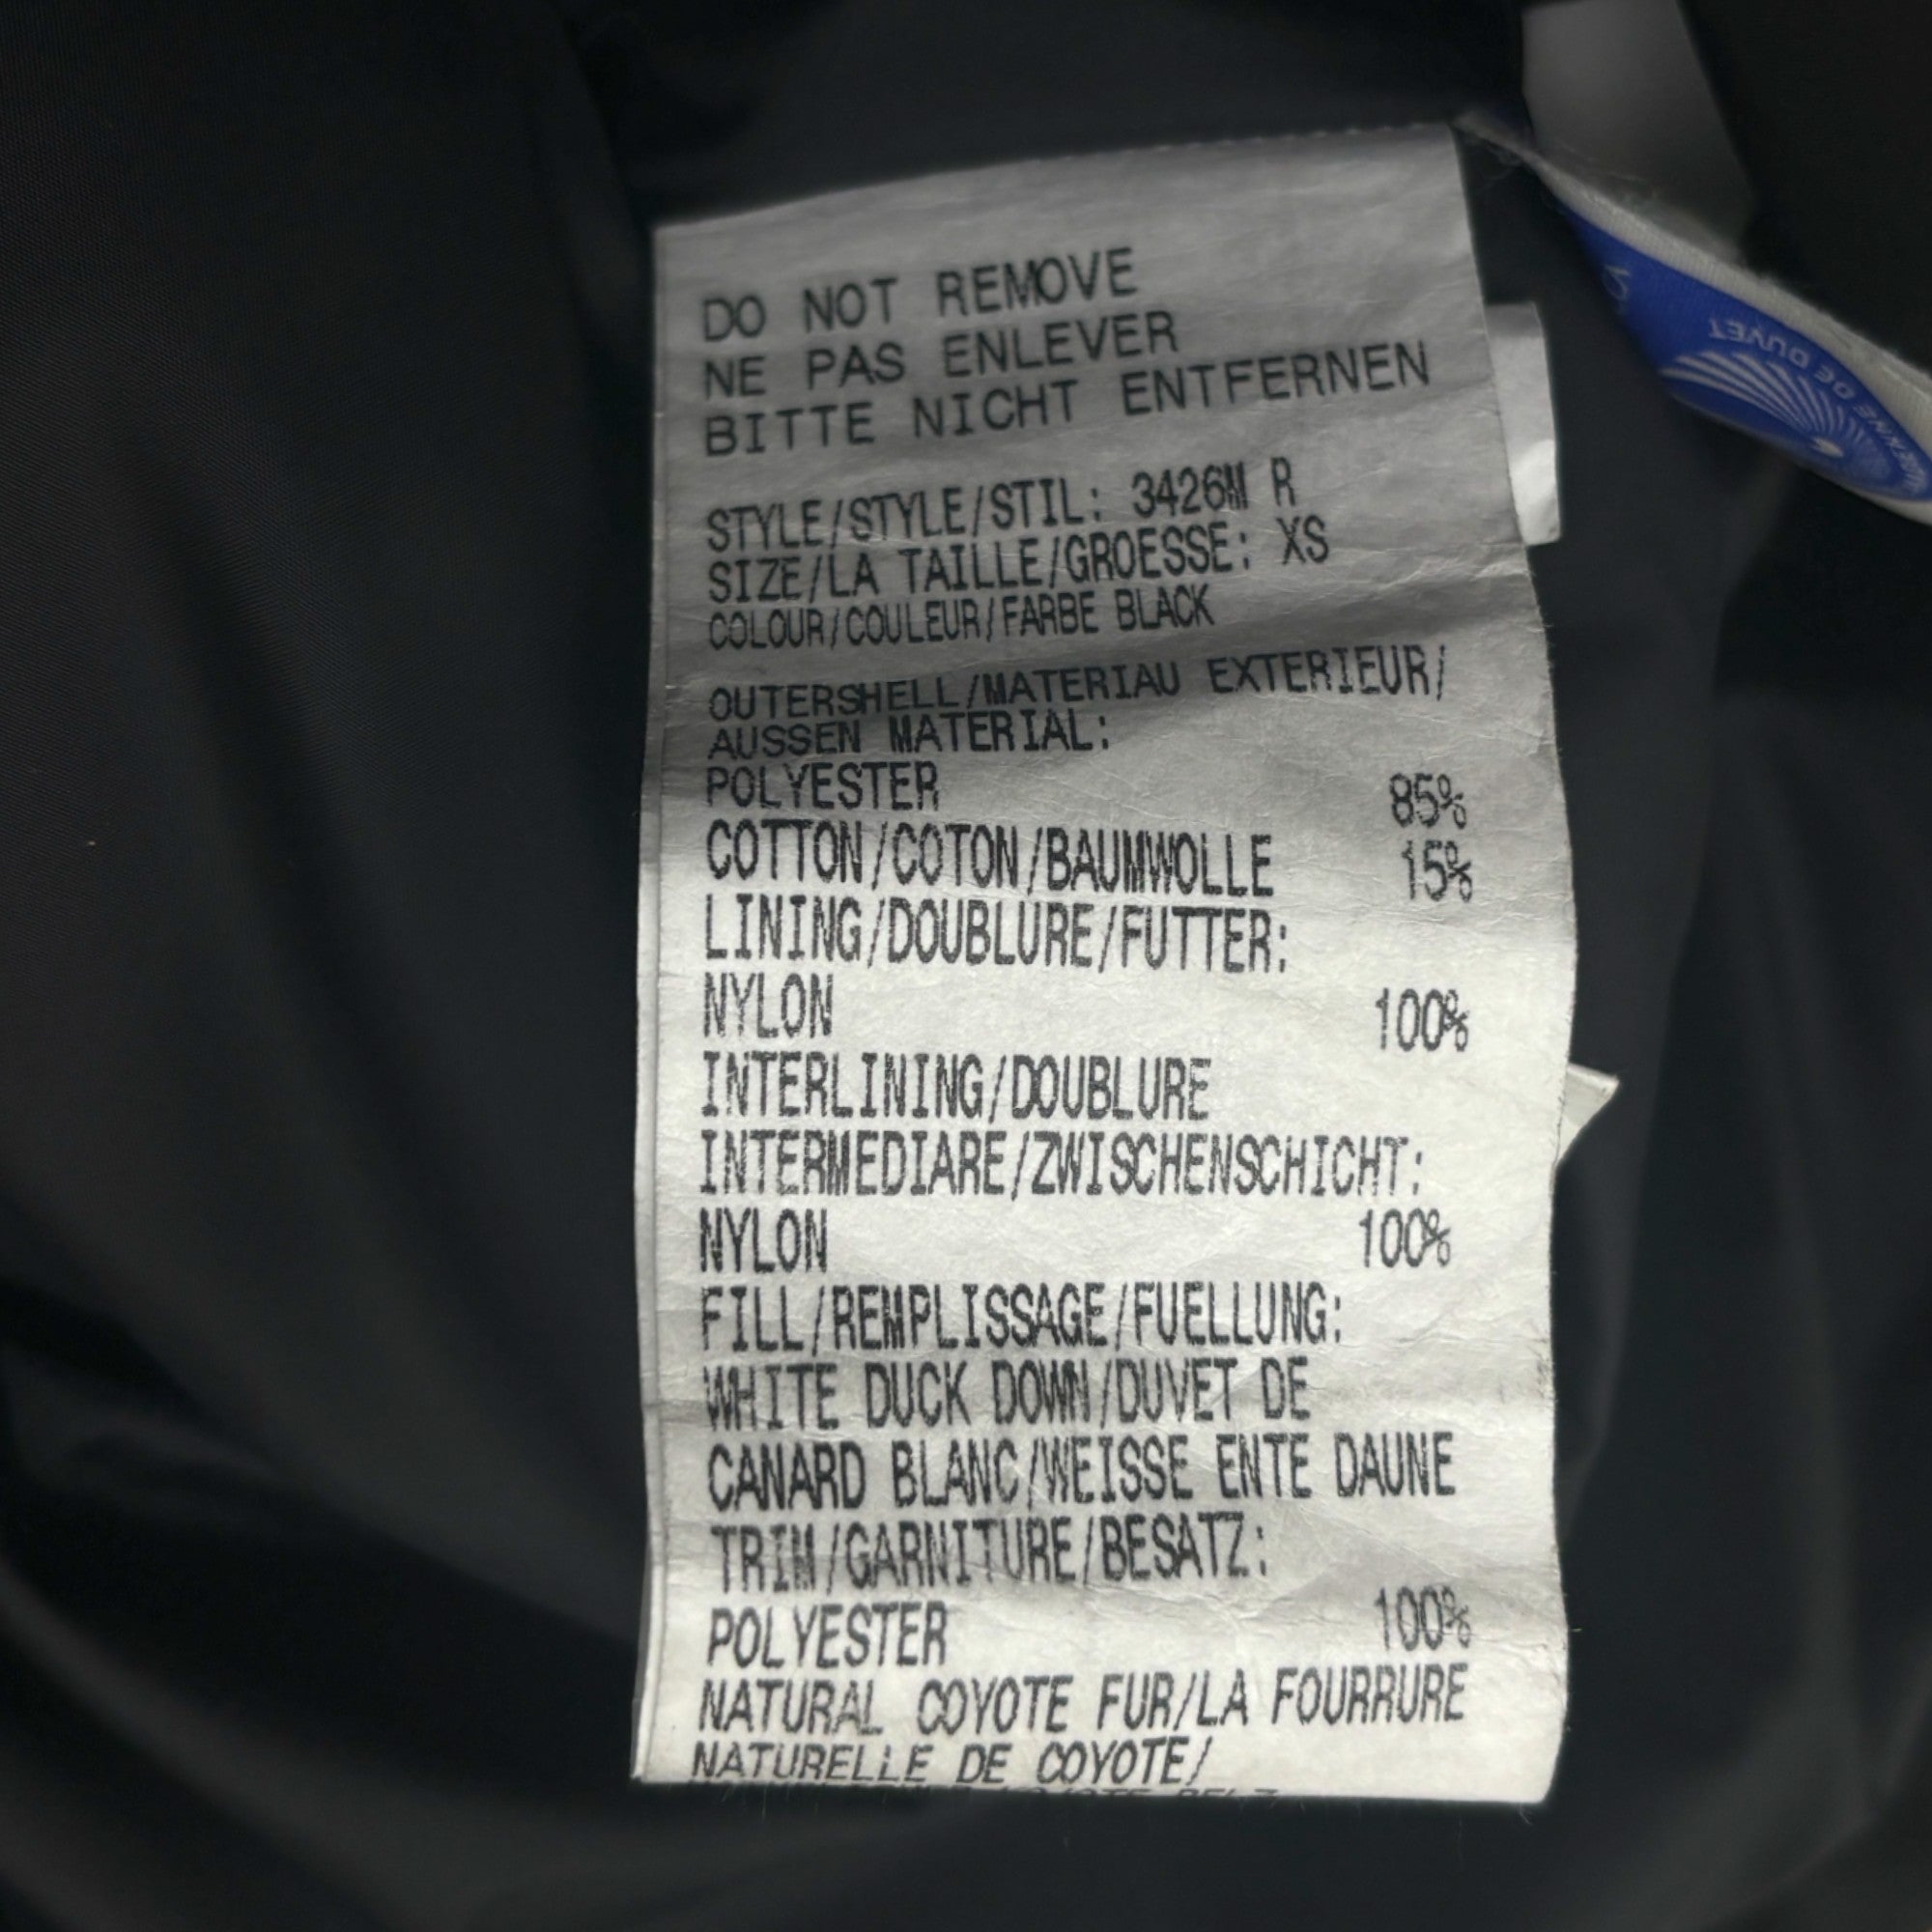 DO NOT REMOVE
NE PAS ENLEVER
BITTE NICHT ENTFERNEN
STYLE/STYLE/STIL: 3426M R
SIZE/LA TAILLE/GROESSE: XS
COLOUR/COULEUR/FARBE BLACK
OUTERSHELL/MATERIAU EXTERIEUR/
AUSSEN MATERIAL:
POLYESTER 85%
COTTON/COTON/BAUMWOLLE 15%
LINING/DOUBLURE/FUTTER:
NYLON 100%
INTERLINING/DOUBLURE
INTERMEDIARE/ZWISCHENSCHICHT:
NYLON 100%
FILL/REMPLISSAGE/FUELLUNG:
WHITE DUCK DOWN/DUVET DE
CANARD BLANC/WEISSE ENTE DAUNE
TRIM/GARNITURE/BESATZ:
POLYESTER 100%
NATURAL COYOTE FUR/LA FOURRURE
NATURELLE DE COYOTE/
DE DUVET